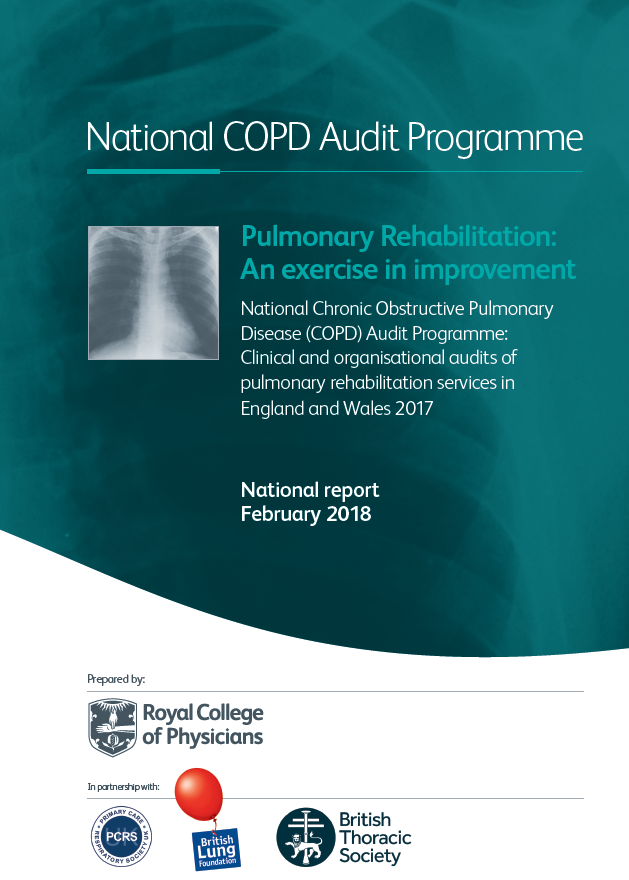 National COPD Audit Programme
Pulmonary Rehabilitation:
An exercise in improvement
National Chronic Obstructive Pulmonary
Disease (COPD) Audit Programme:
Clinical and organisational audits of
pulmonary rehabilitation services in
England and Wales 2017
National report
February 2018
Prepared by:
Royal College
of Physicians
In partnership with:
PRIMARY CARE
RESPIRATORY SOCIETY UK
UK
PCRS
British
Lung
Foundation
British
Thoracic
Society